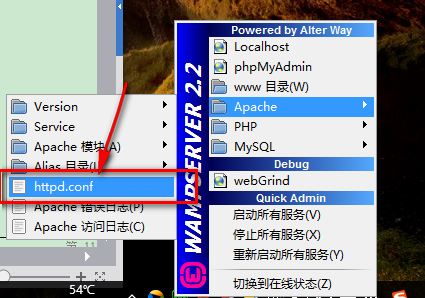 Powered by Alter Way
Localhost
phpMyAdmin
www 目录(W)
Apache
PHP
MySQL
Debug
webGrind
Quick Admin
启动所有服务(V)
停止所有服务(X)
重新启动所有服务(Y)
切换到在线状态(Z)
WAMPSERVER 2.2
Version
Service
Apache 模块(A)
Alias 目录(L
httpd.conf
Apache 错误日志(P)
Apache 访问日志(C)
54℃